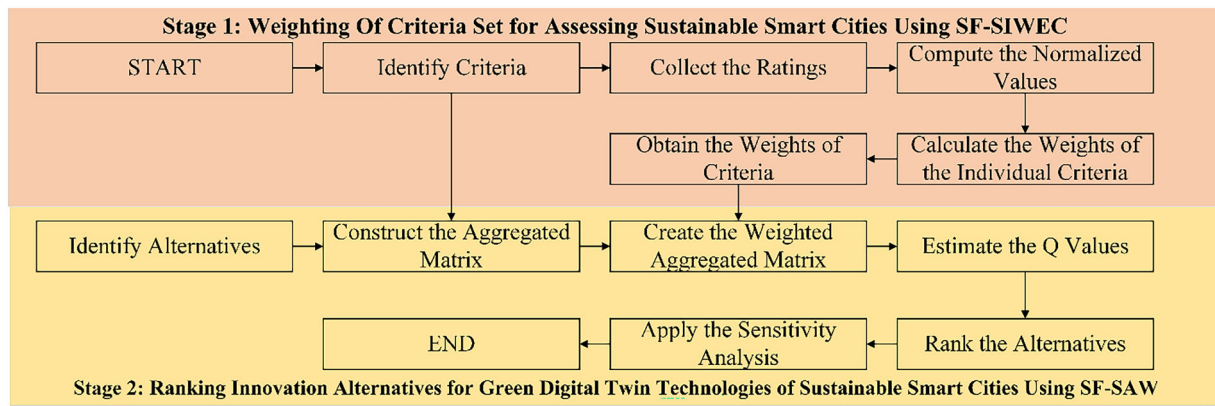 Stage 1: Weighting Of Criteria Set for Assessing Sustainable Smart Cities Using SF-SIWEC
START
Identify Criteria
Collect the Ratings
Compute the Normalized
Values
Obtain the Weights of
Criteria
Calculate the Weights of
the Individual Criteria
Identify Alternatives
Construct the Aggregated
Matrix
Create the Weighted
Aggregated Matrix
Estimate the Q Values
END
Apply the Sensitivity
Analysis
Rank the Alternatives
Stage 2: Ranking Innovation Alternatives for Green Digital Twin Technologies of Sustainable Smart Cities Using SF-SAW